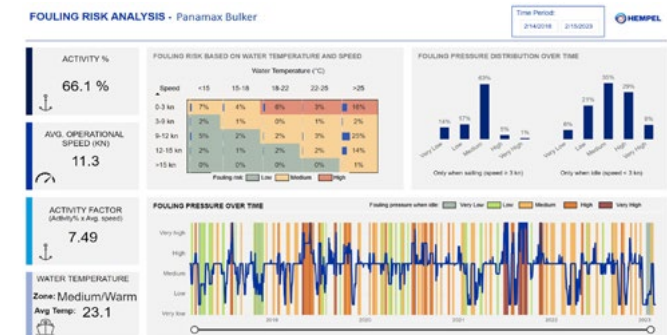 FOULING RISK ANALYSIS - Panamax Bulker
Time Period:
2/14/2018 2/15/2023
HEMPEL
ACTIVITY %
66.1 %
AVG. OPERATIONAL
SPEED (KN)
11.3
ACTIVITY FACTOR
(Activity% x Avg. speed)
7.49
WATER TEMPERATURE
Zone: Medium/Warm
Avg Temp: 23.1
FOULING RISK BASED ON WATER TEMPERATURE AND SPEED
Water Temperature (°C)
Speed <15 15-18 18-22 22-25 >25
0-3 kn 7% 4% 6% 3% 16%
3-9 kn 2% 1% 0% 1% 2%
9-12 kn 5% 2% 2% 3% 25%
12-15 kn 2% 1% 2% 2% 14%
>15 kn 0% 0% 0% 0% 1%
Fouling risk Low Medium High
FOULING PRESSURE DISTRIBUTION OVER TIME
14% 17% 63% 5% 1%
Very Low Low Medium High Very High
Only when sailing (speed > 3 kn)
21% 29%
Very Low Low Medium High Very High
Only when idle (speed < 3 kn)
FOULING PRESSURE OVER TIME
Fouling pressure when idle Very Low Low Medium High Very High
Very high
High
Medium
Low
Very low
2019 2020 2021 2022 2023